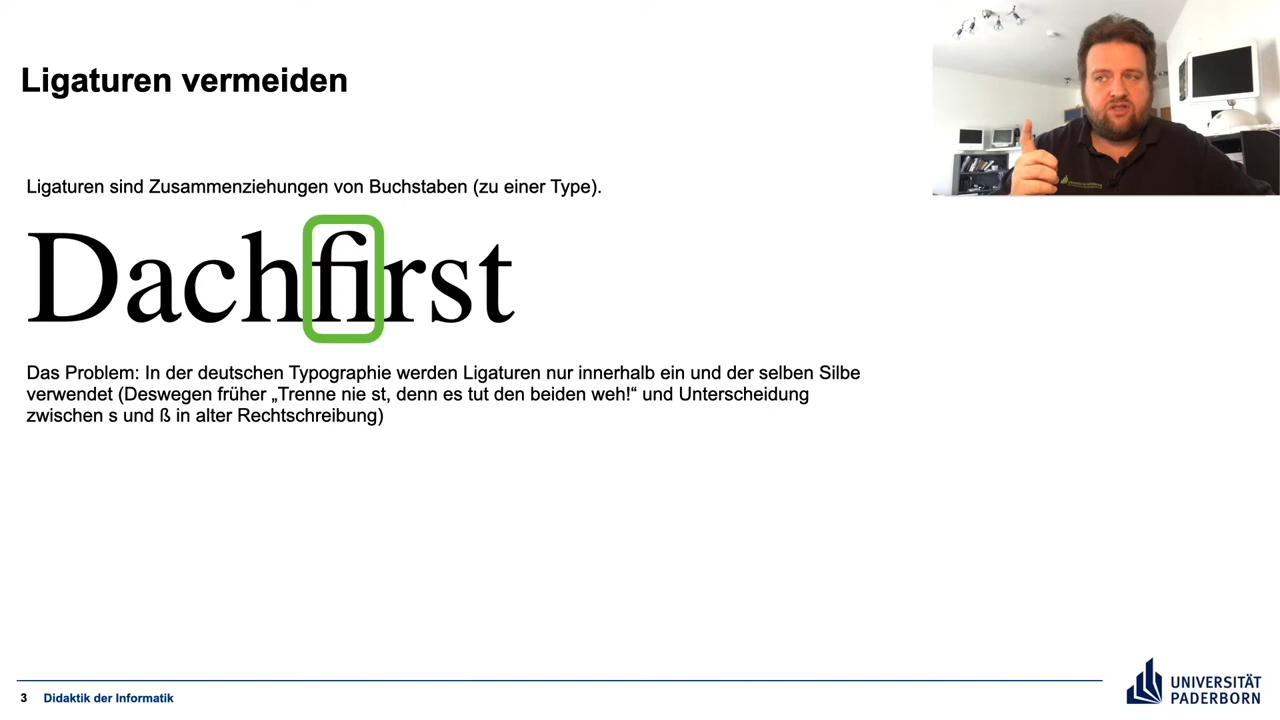 Ligaturen vermeiden
Ligaturen sind Zusammenziehungen von Buchstaben (zu einer Type).
Dachfirst
Das Problem: In der deutschen Typographie werden Ligaturen nur innerhalb ein und der selben Silbe
verwendet (Deswegen früher „Trenne nie st, denn es tut den beiden weh!“ und Unterscheidung
zwischen s und ß in alter Rechtschreibung)
3 Didaktik der Informatik
UNIVERSITÄT
PADERBORN